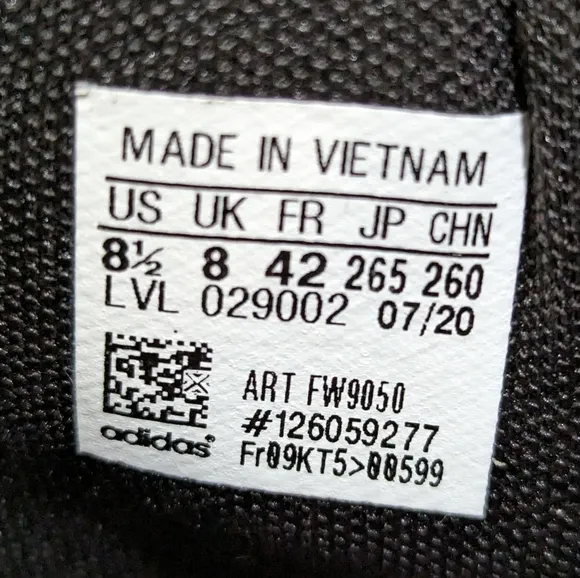 MADE IN VIETNAM
US UK FR JP CHN
8½ 8 42 265 260
LVL 029002 07/20
ART FW9050
#126059277
adidas®
Fr09KT5>00599